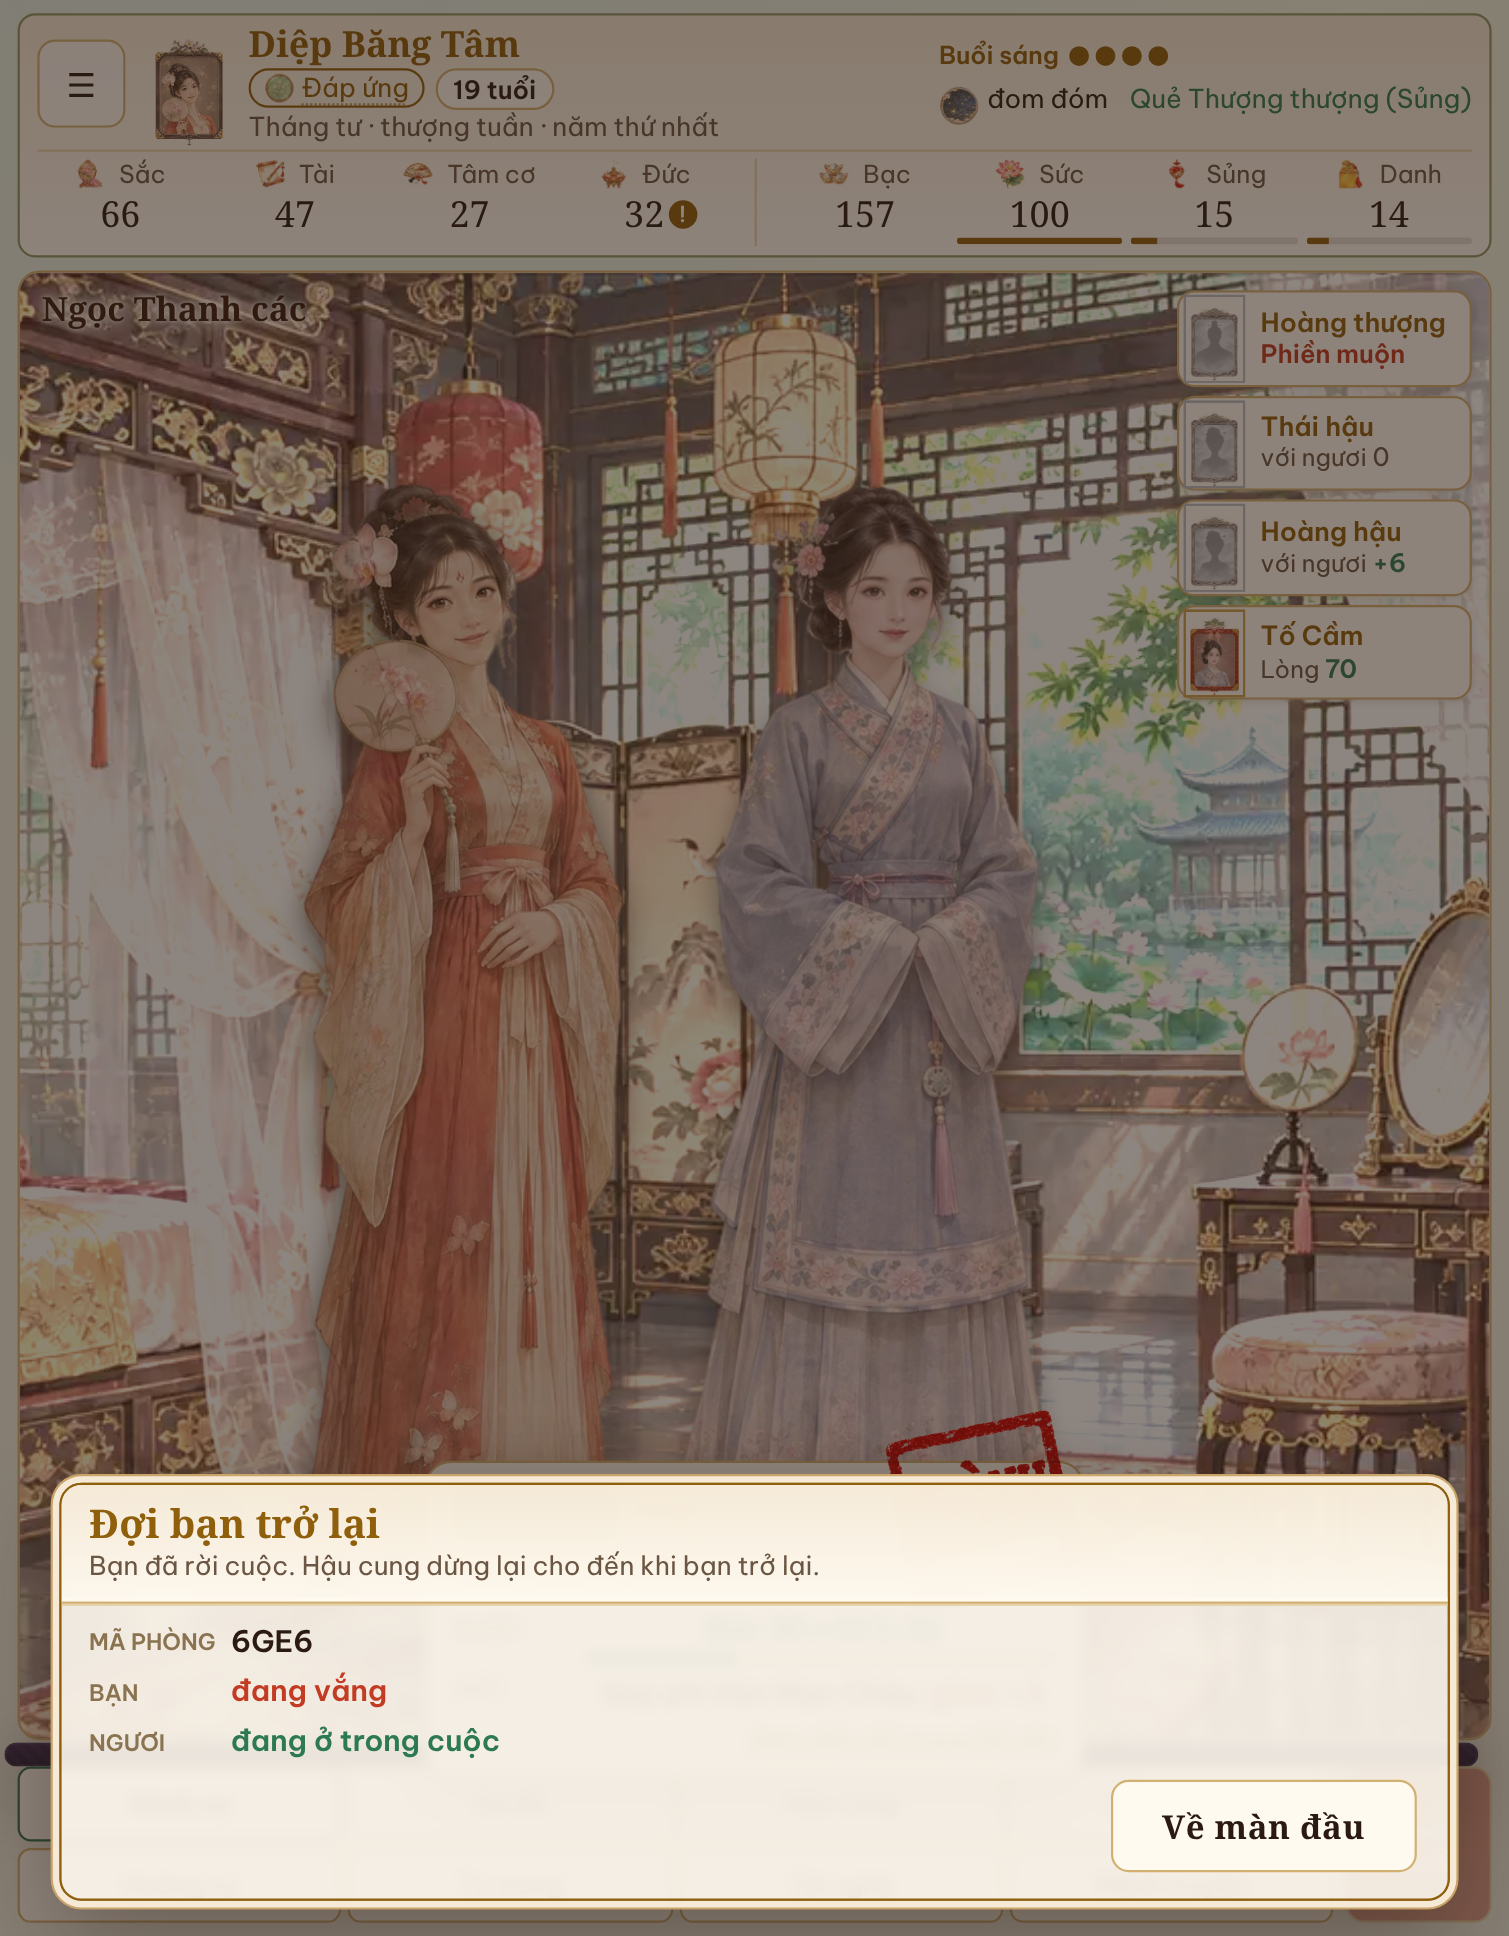 ☰
Diệp Băng Tâm
Đáp ứng
19 tuổi
Tháng tư · thượng tuần · năm thứ nhất
Buổi sáng
đom đóm Quẻ Thượng thượng (Sủng)
Sắc Tài Tâm cơ Đức Bạc Sức Sủng Danh
66 47 27 32 ! 157 100 15 14
Ngọc Thanh các
Hoàng thượng
Phiền muộn
Thái hậu
với ngươi 0
Hoàng hậu
với ngươi +6
Tố Cầm
Lòng 70
Đợi bạn trở lại
Bạn đã rời cuộc. Hậu cung dừng lại cho đến khi bạn trở lại.
MÃ PHÒNG 6GE6
BẠN đang vắng
NGƯƠI đang ở trong cuộc
Về màn đầu